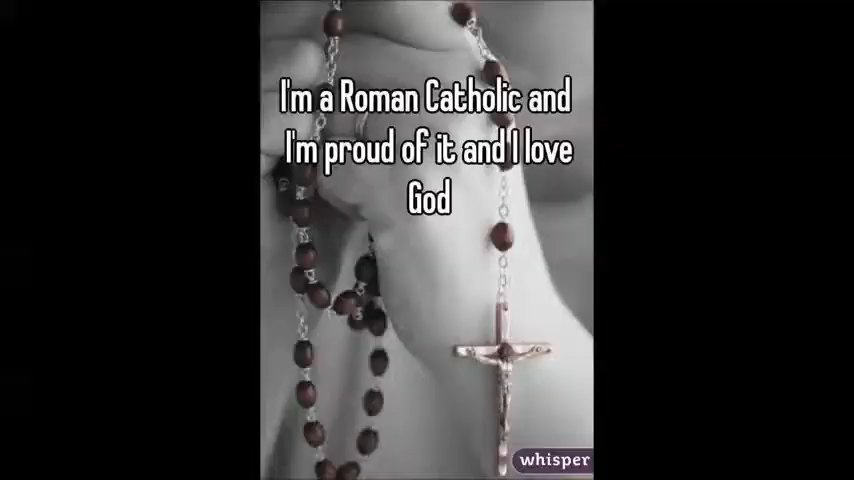 I'm a Roman Catholic and
I'm proud of it and I love
God
whisper